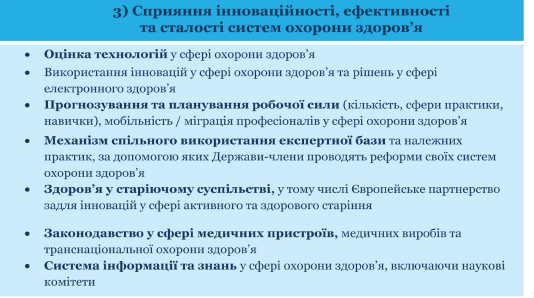 3) Сприяння інноваційності, ефективності
та сталості систем охорони здоров’я
• Оцінка технологій у сфері охорони здоров’я
• Використання інновацій у сфері охорони здоров’я та рішень у сфері
електронного здоров’я
• Прогнозування та планування робочої сили (кількість, сфери практики,
навички), мобільність / міграція професіоналів у сфері охорони здоров’я
• Механізм спільного використання експертної бази та належних
практик, за допомогою яких Держави-члени проводять реформи своїх систем
охорони здоров’я
• Здоров’я у старіючому суспільстві, у тому числі Європейське партнерство
задля інновацій у сфері активного та здорового старіння
• Законодавство у сфері медичних пристроїв, медичних виробів та
транснаціональної охорони здоров’я
• Система інформації та знань у сфері охорони здоров’я, включаючи наукові
комітети